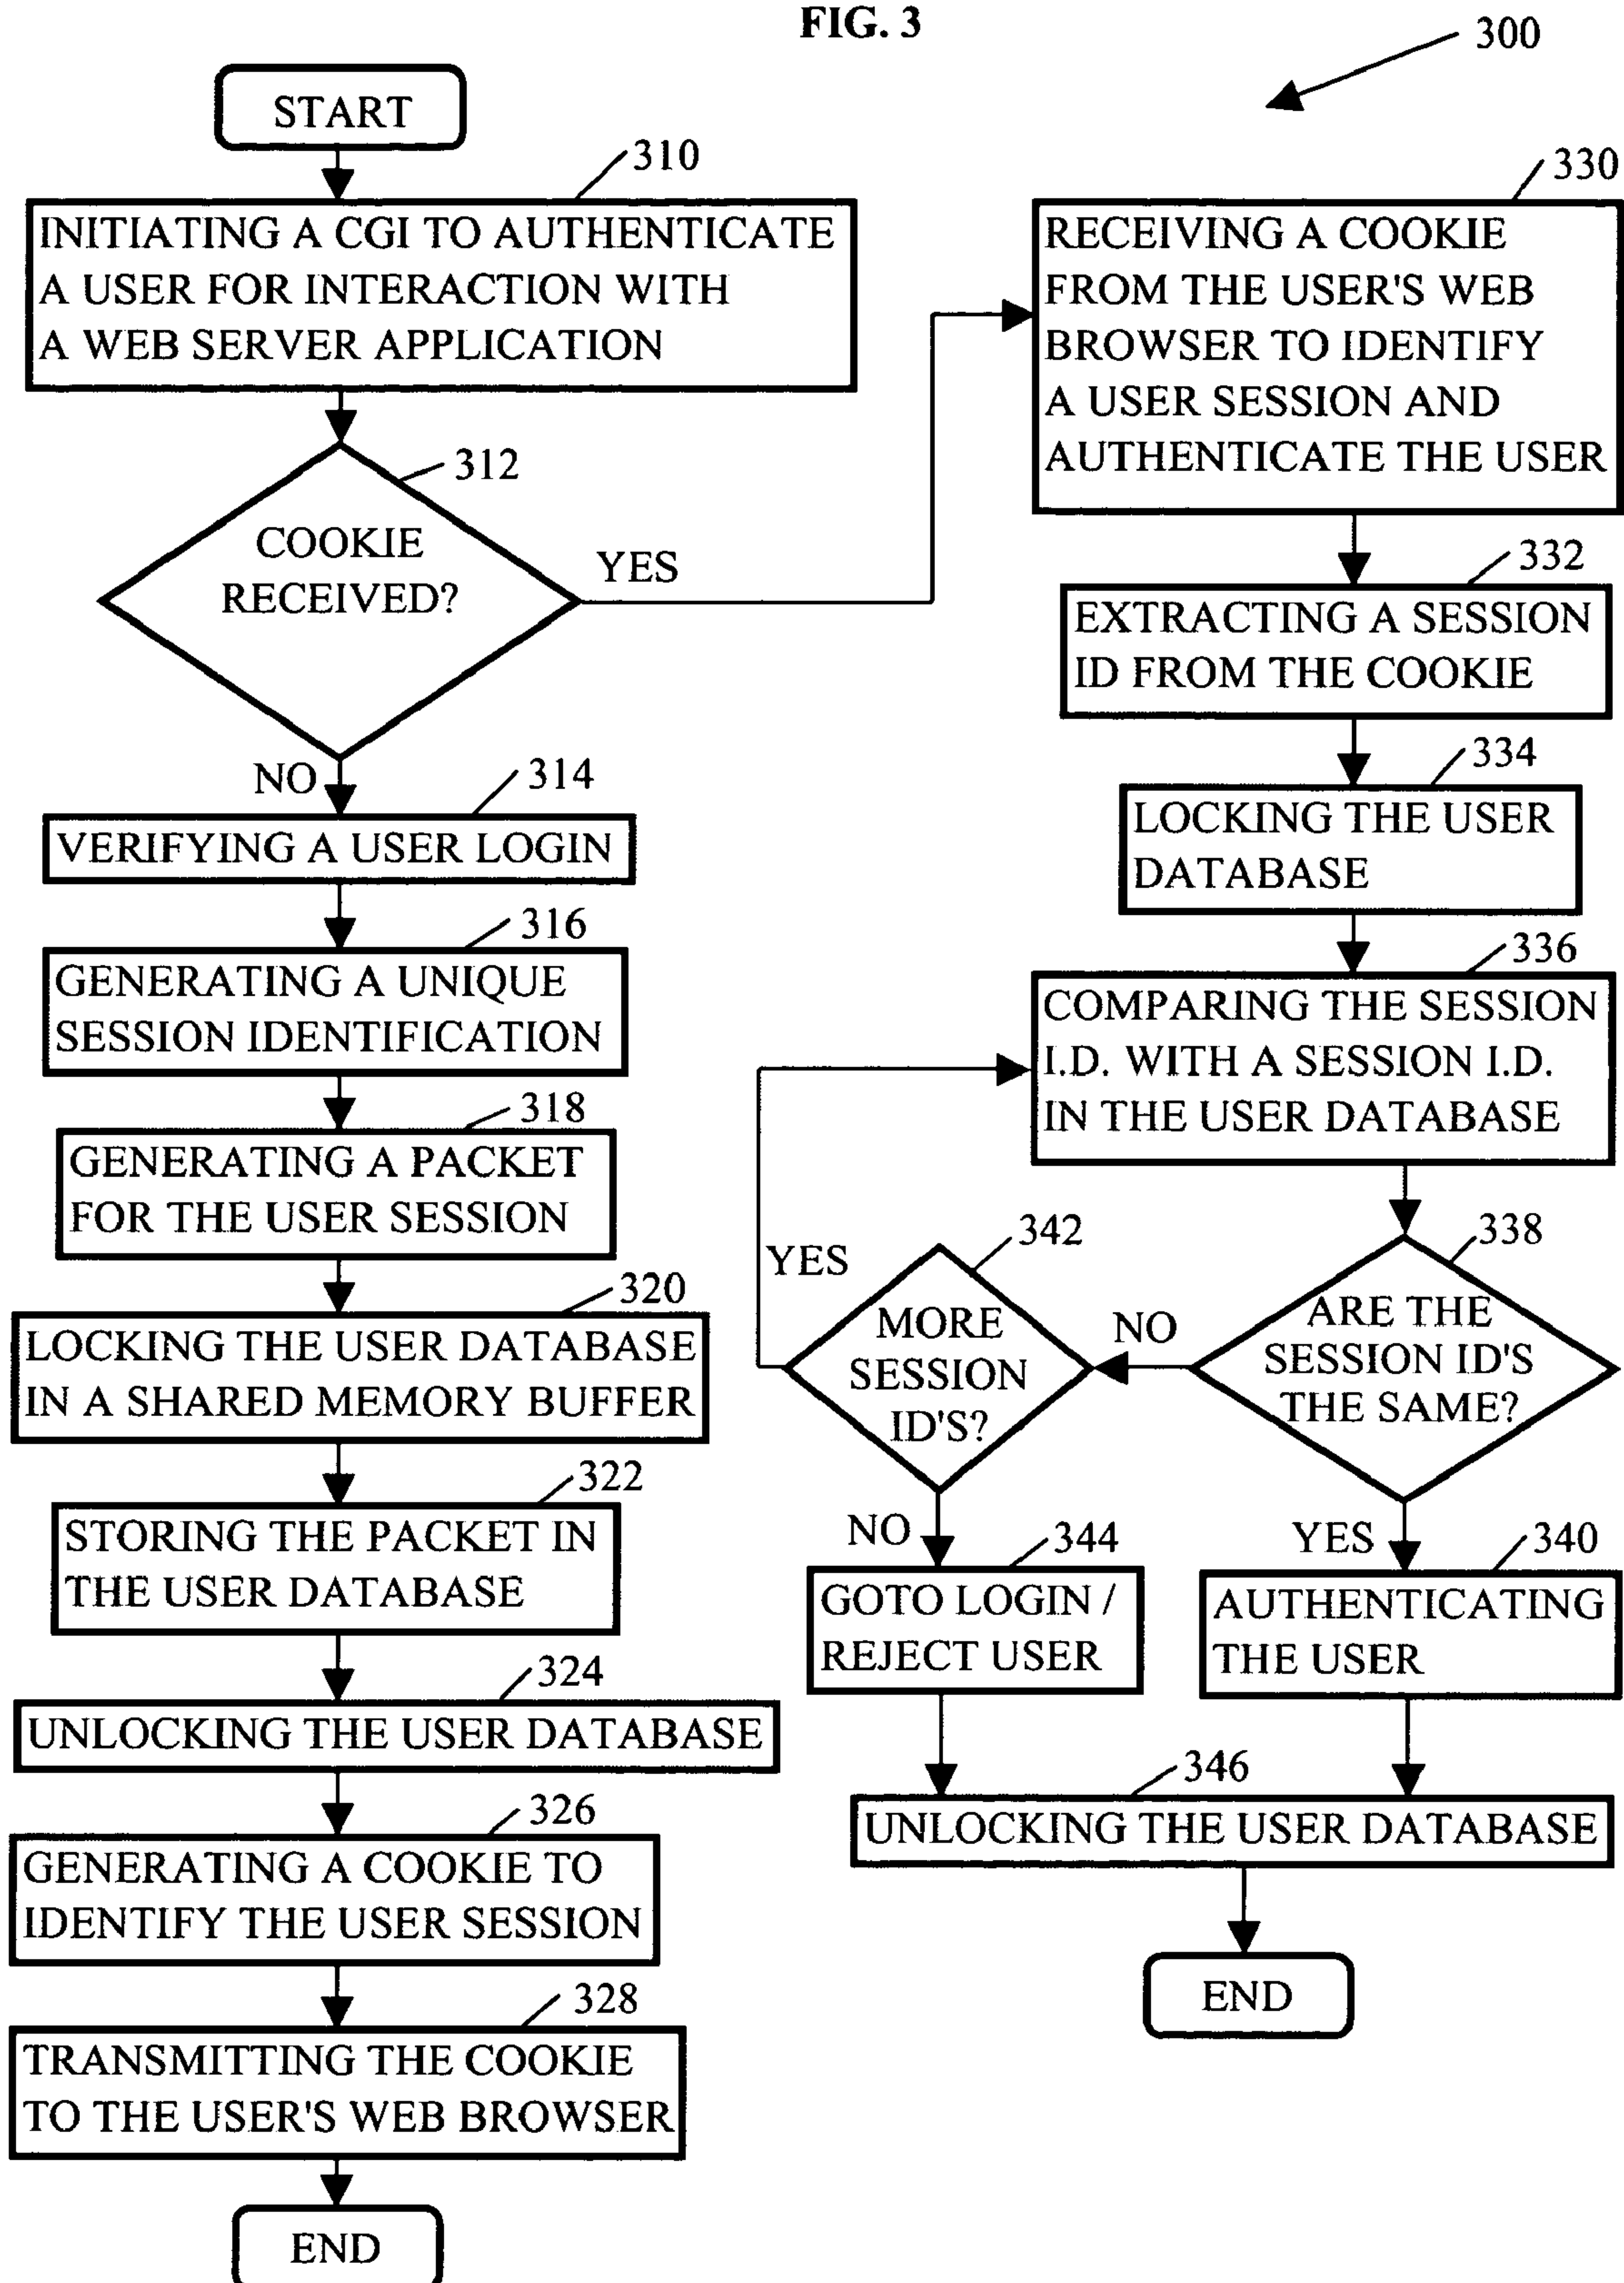 FIG. 3
300
START
310
INITIATING A CGI TO AUTHENTICATE
A USER FOR INTERACTION WITH
A WEB SERVER APPLICATION
312
COOKIE
RECEIVED?
YES
NO
314
VERIFYING A USER LOGIN
316
GENERATING A UNIQUE
SESSION IDENTIFICATION
318
GENERATING A PACKET
FOR THE USER SESSION
320
LOCKING THE USER DATABASE
IN A SHARED MEMORY BUFFER
322
STORING THE PACKET IN
THE USER DATABASE
324
UNLOCKING THE USER DATABASE
326
GENERATING A COOKIE TO
IDENTIFY THE USER SESSION
328
TRANSMITTING THE COOKIE
TO THE USER'S WEB BROWSER
END
330
RECEIVING A COOKIE
FROM THE USER'S WEB
BROWSER TO IDENTIFY
A USER SESSION AND
AUTHENTICATE THE USER
332
EXTRACTING A SESSION
ID FROM THE COOKIE
334
LOCKING THE USER
DATABASE
336
COMPARING THE SESSION
I.D. WITH A SESSION I.D.
IN THE USER DATABASE
338
ARE THE
SESSION ID'S
THE SAME?
NO
342
MORE
SESSION
ID'S?
YES
NO
344
GOTO LOGIN /
REJECT USER
YES
340
AUTHENTICATING
THE USER
346
UNLOCKING THE USER DATABASE
END